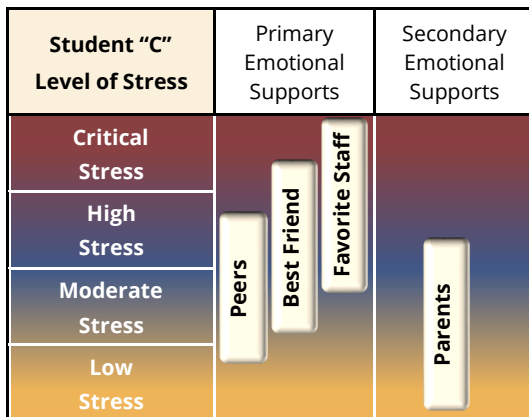 Student “C”
Level of Stress
Primary
Emotional
Supports
Secondary
Emotional
Supports
Critical
Stress
High
Stress
Moderate
Stress
Low
Stress
Peers
Best Friend
Favorite Staff
Parents